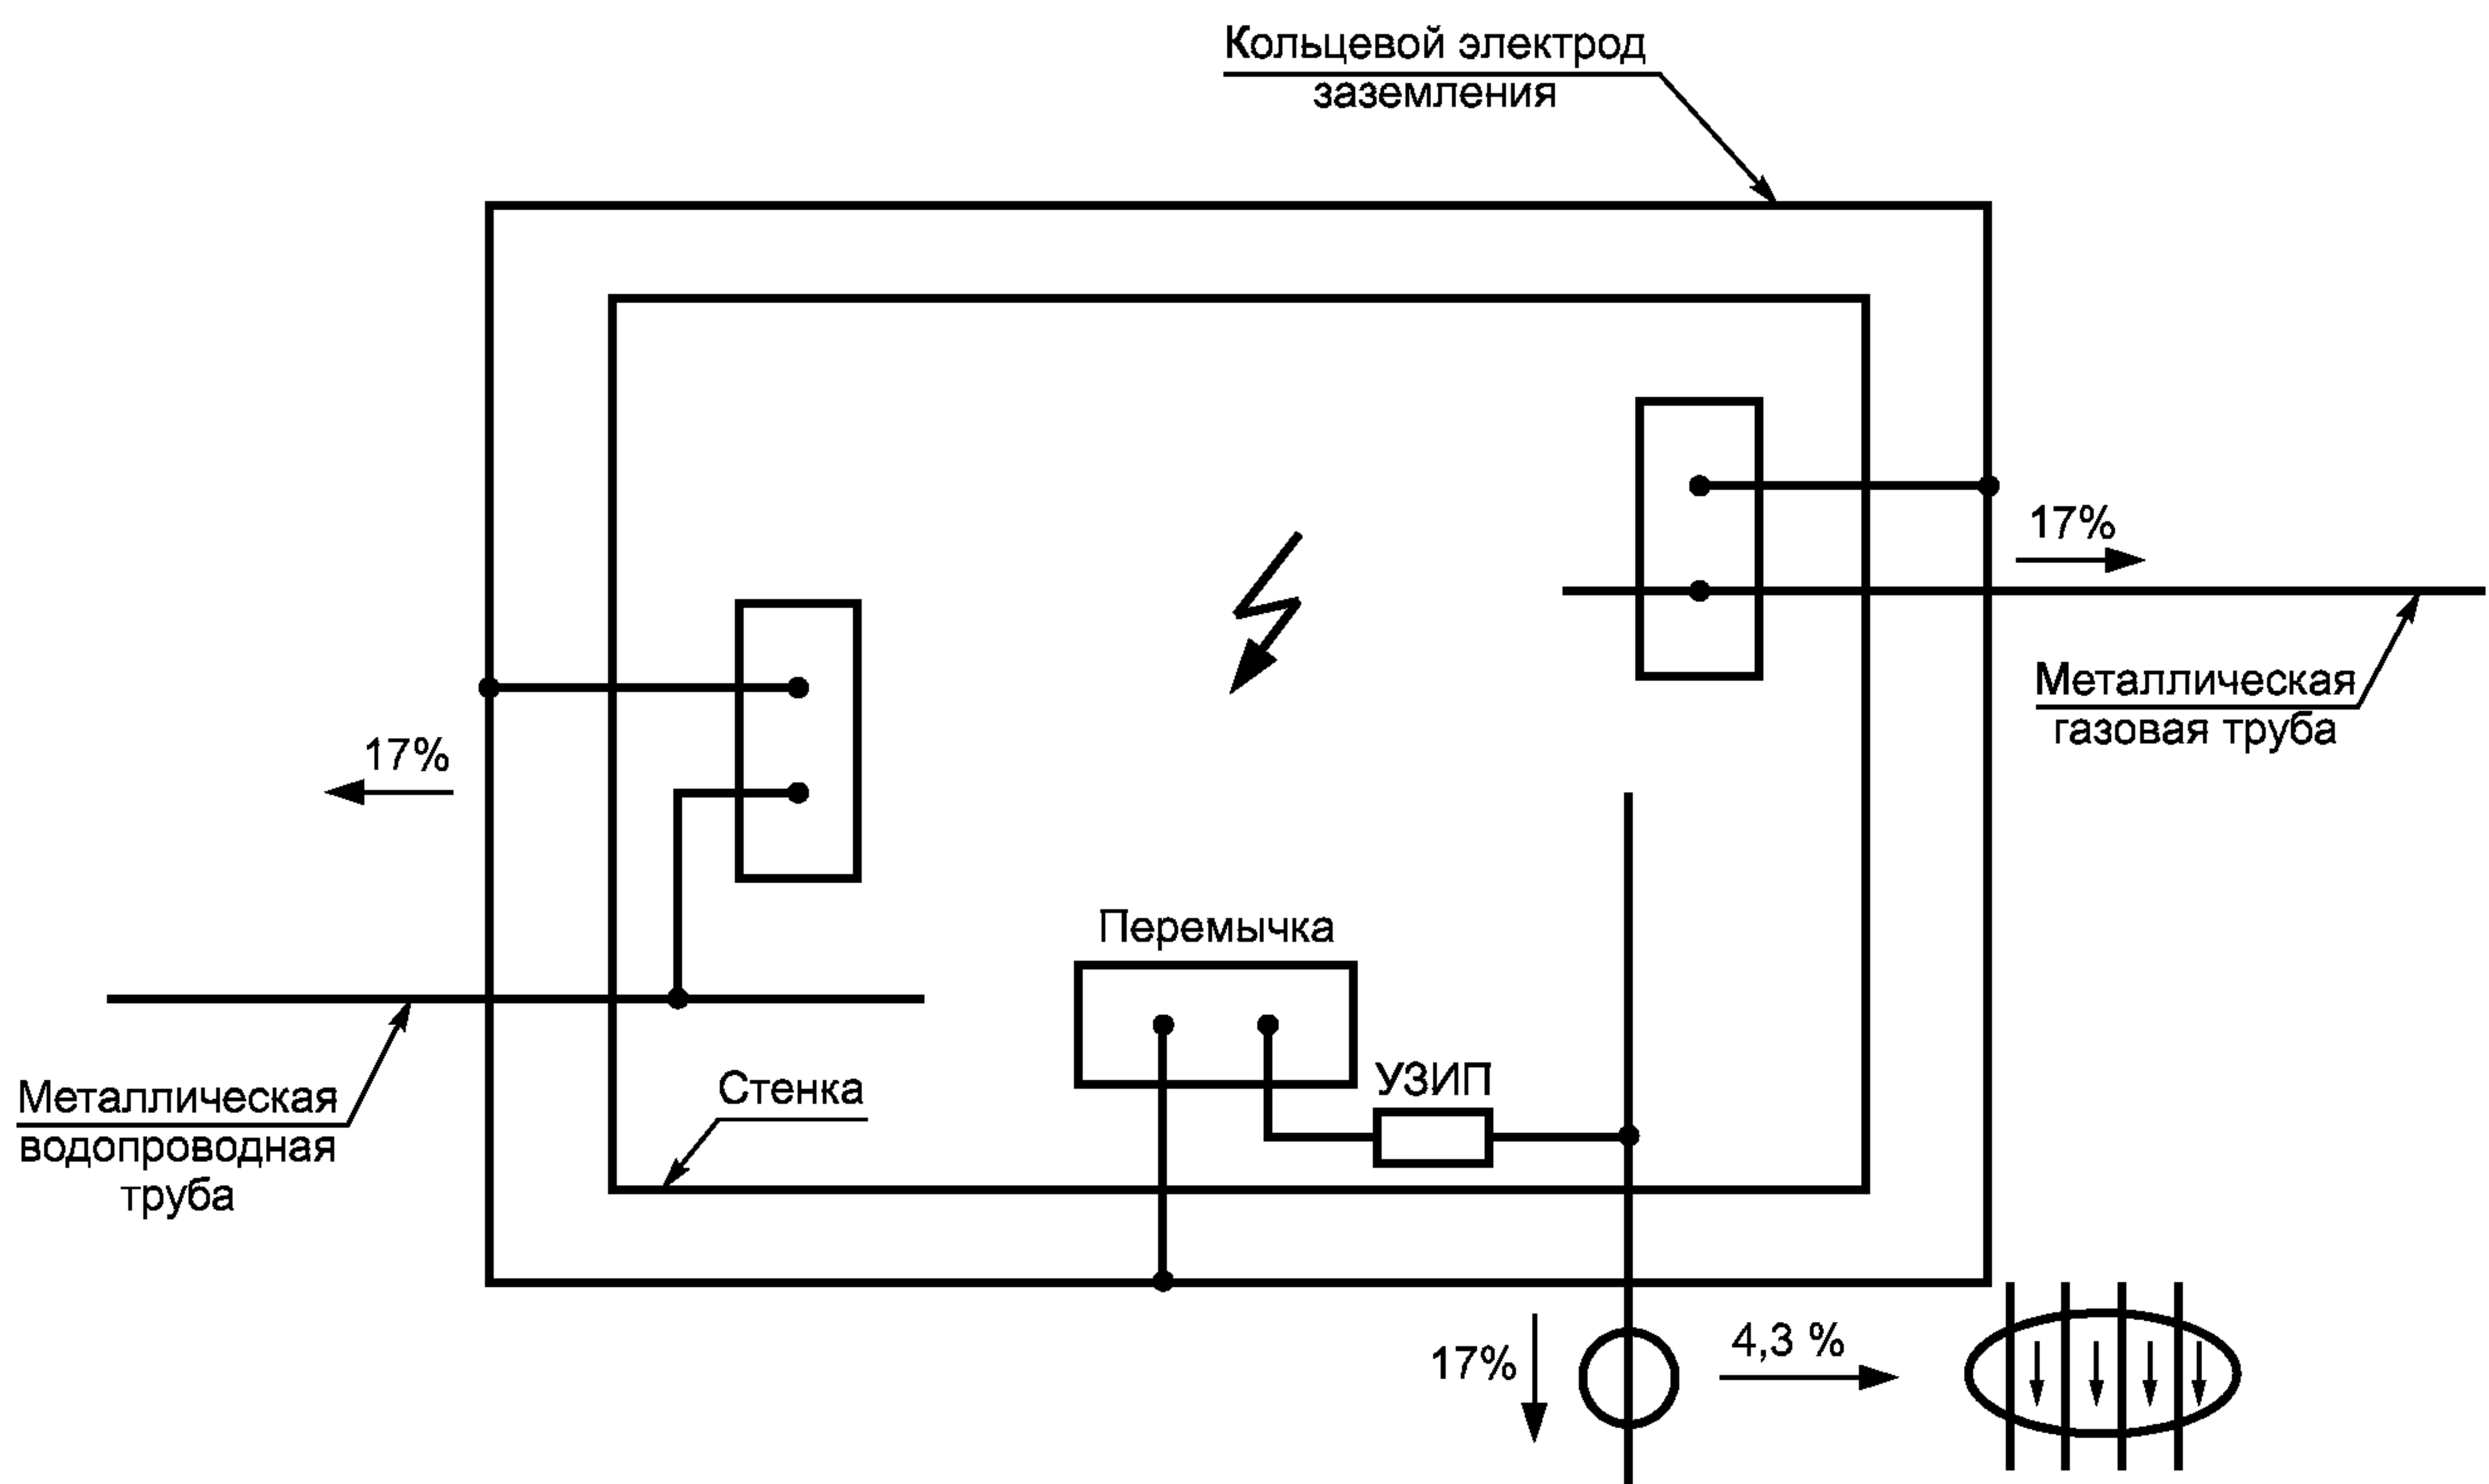 Кольцевой электрод
заземления
17%
Металлическая
газовая труба
17%
Перемычка
УЗИП
Стенка
Металлическая
водопроводная
труба
17%
4,3 %